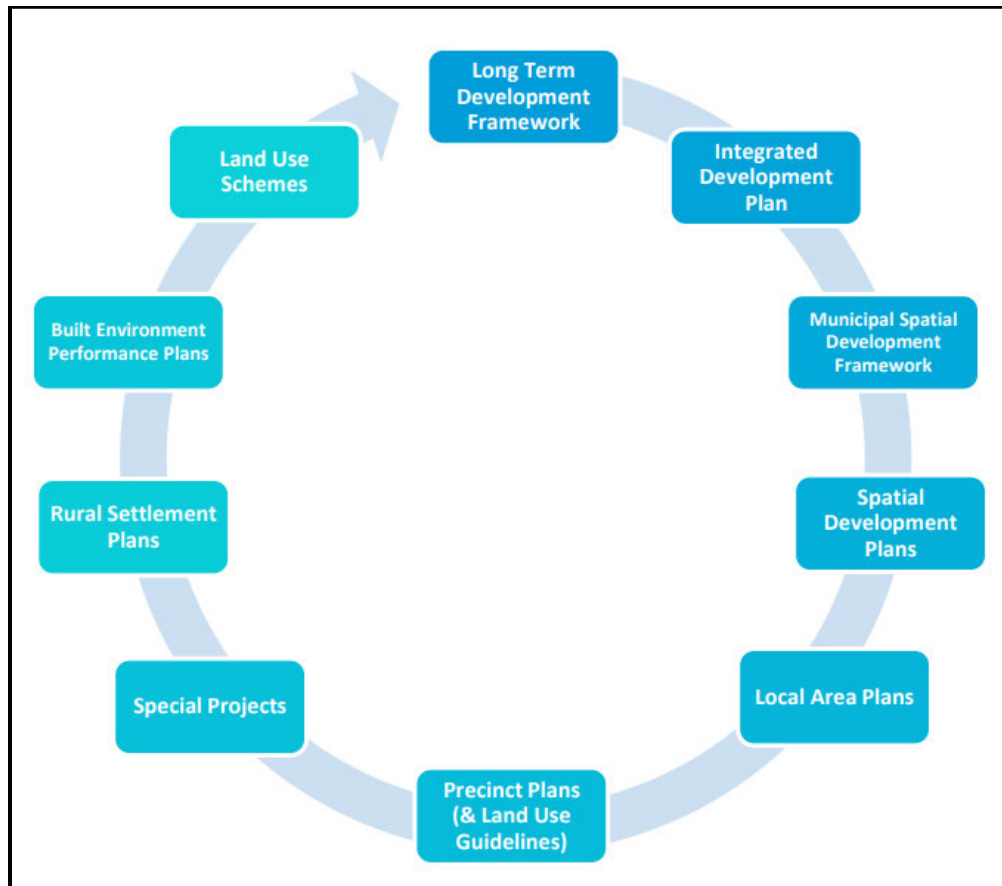 Long Term
Development
Framework
Integrated
Development
Plan
Municipal Spatial
Development
Framework
Spatial
Development
Plans
Local Area Plans
Precinct Plans
(& Land Use
Guidelines)
Special Projects
Rural Settlement
Plans
Built Environment
Performance Plans
Land Use
Schemes